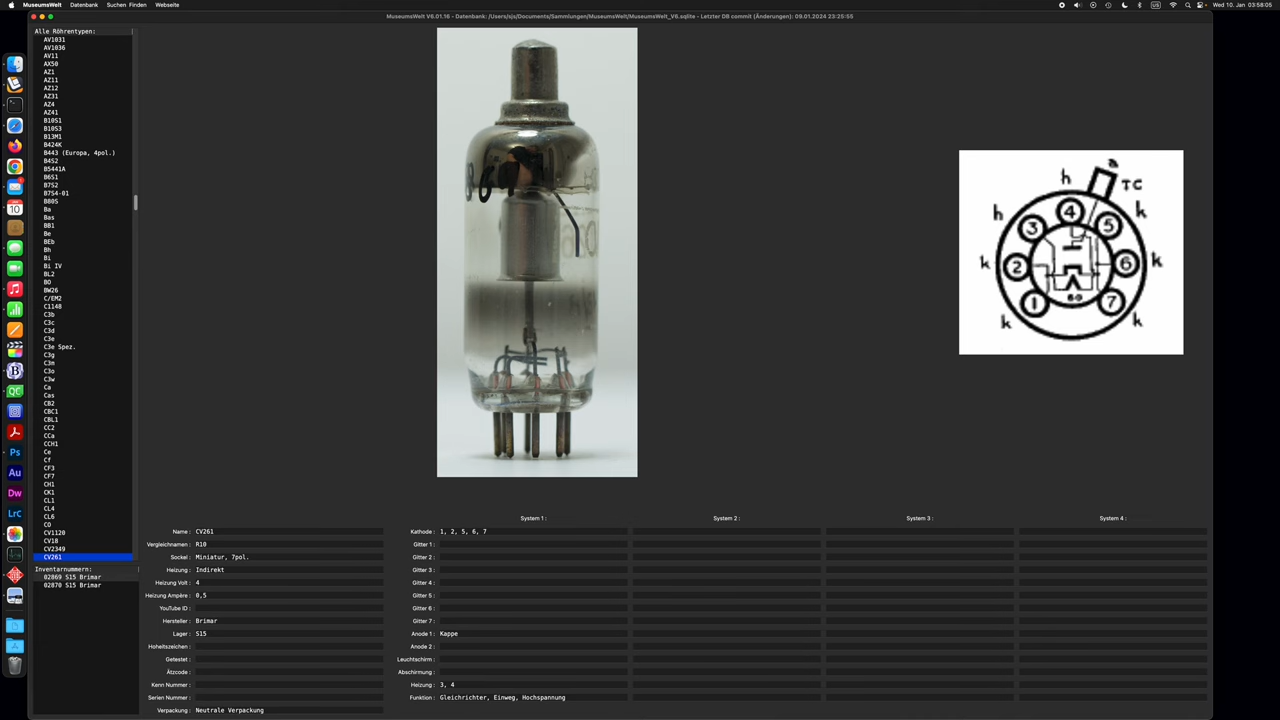 MuseumsWelt Datenbank Suchen Finden Webseite
Wed 10. Jan. 03:58:05
MuseumsWelt V6.01.16 - Datenbank: /Users/sjs/Documents/Sammlungen/MuseumsWelt/MuseumsWelt_V6.sqlite - Letzter DB commit (Änderungen): 09.01.2024 23:25:55
Alle Röhrentypen:
AV1031
AV1036
AV11
AX50
AZ1
AZ11
AZ12
AZ31
AZ4
AZ41
B10S1
B10S3
B13M1
B424K
B443 (Europa, 4pol.)
B4S2
B5441A
B6S1
B7S2
B7S4-01
B80S
Ba
Bas
BB1
Be
BEb
Bh
Bi
Bi IV
BL2
BO
BW26
C/EM2
C1148
C3b
C3c
C3d
C3e
C3e Spez.
C3g
C3m
C3o
C3w
Ca
Cas
CB2
CBC1
CBL1
CC2
CCa
CCH1
Ce
Cf
CF3
CF7
CH1
CK1
CL1
CL4
CL6
CO
CV1120
CV18
CV2349
CV261
Inventarnummern:
02869 S15 Brimar
02870 S15 Brimar
h TC
h 3 4 5 k
k 2 6 k
k 1 7 k
System 1 : System 2 : System 3 : System 4 :
Name : CV261
Vergleichnamen : R10
Sockel : Miniatur, 7pol.
Heizung : Indirekt
Heizung Volt : 4
Heizung Ampère : 0,5
YouTube ID :
Hersteller : Brimar
Lager : S15
Hoheitszeichen :
Getestet :
Ätzcode :
Kenn Nummer :
Serien Nummer :
Verpackung : Neutrale Verpackung
Kathode : 1, 2, 5, 6, 7
Gitter 1 :
Gitter 2 :
Gitter 3 :
Gitter 4 :
Gitter 5 :
Gitter 6 :
Gitter 7 :
Anode 1 : Kappe
Anode 2 :
Leuchtschirm :
Abschirmung :
Heizung : 3, 4
Funktion : Gleichrichter, Einweg, Hochspannung